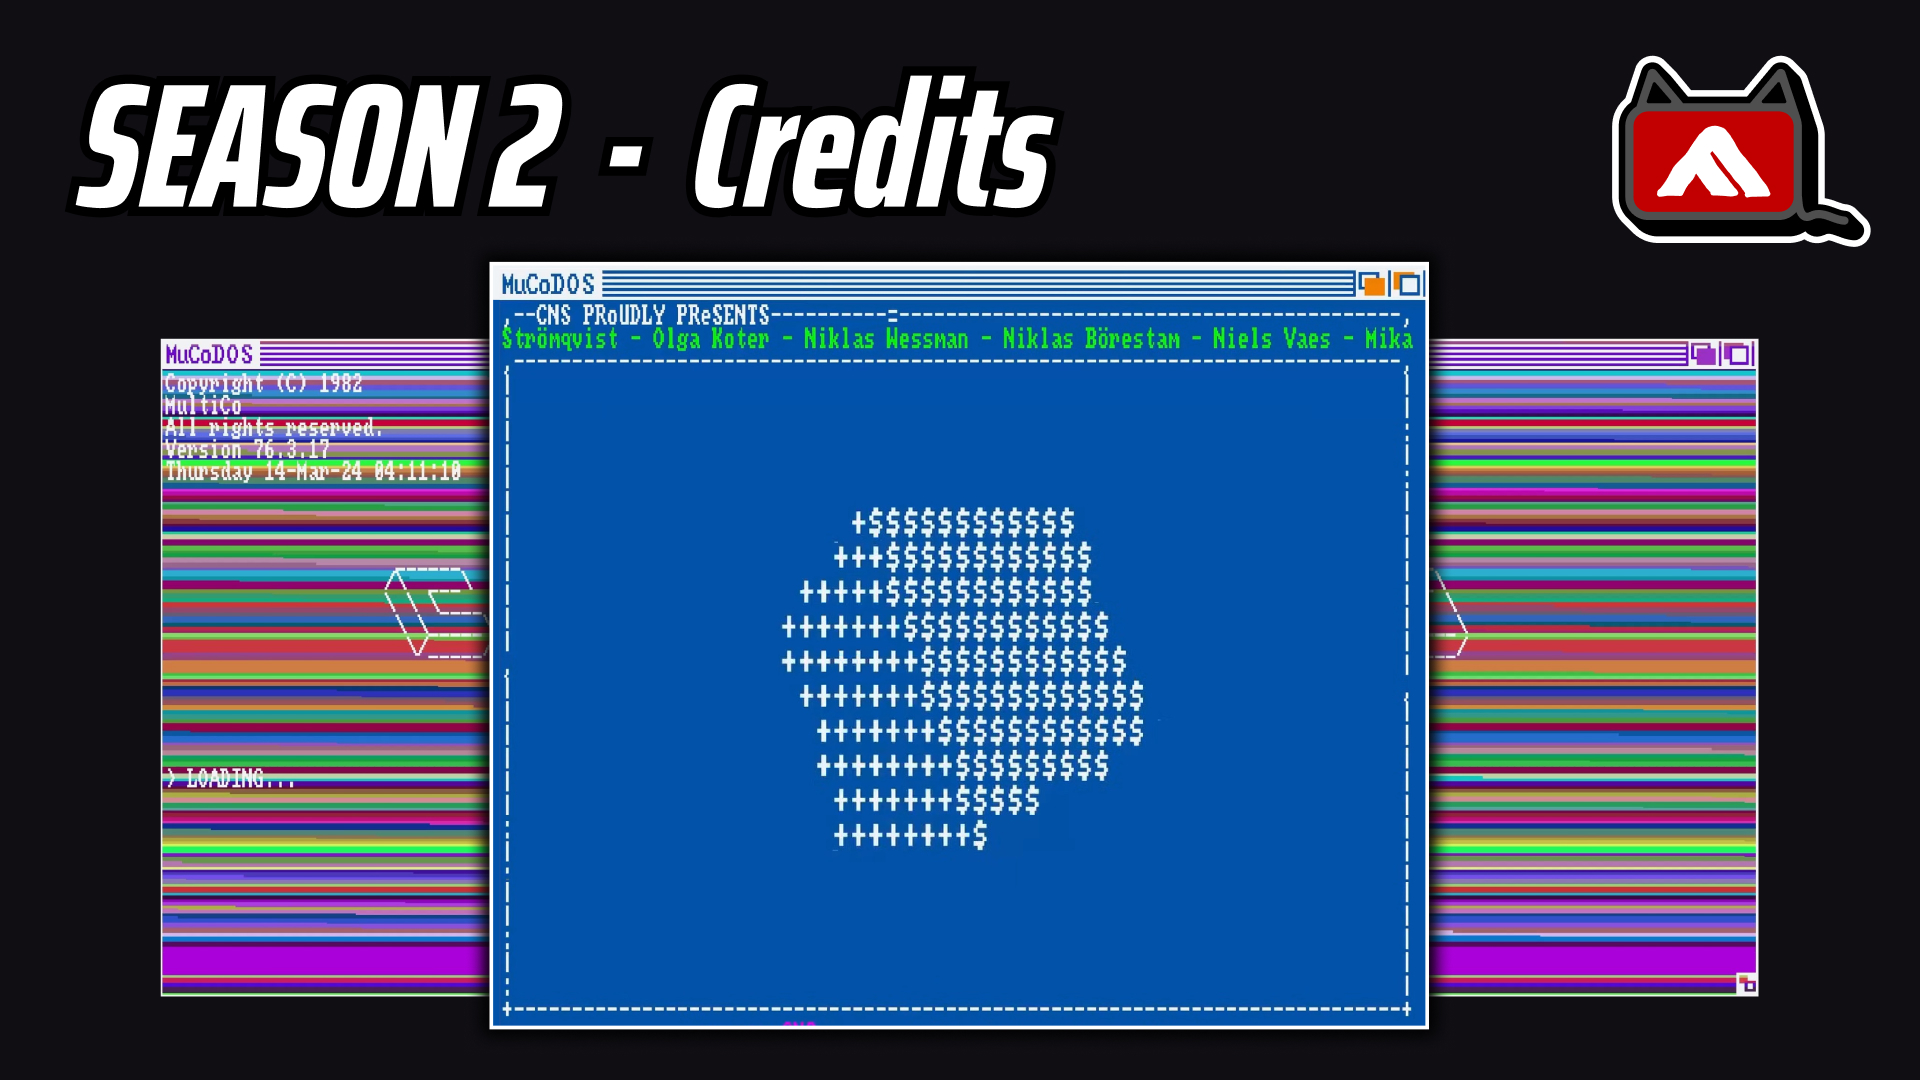 SEASON 2 - Credits
MuCoDOS
,--CNS PRoUDLY PReSENTS----------=-------------------------------------------,
Strömqvist - Olga Koter - Niklas Wessman - Niklas Börestam - Niels Vaes - Mika
+$$$$$$$$$$$$
+++$$$$$$$$$$$$
+++++$$$$$$$$$$$$
+++++++$$$$$$$$$$$$
++++++++$$$$$$$$$$$$
+++++++$$$$$$$$$$$$$
+++++++$$$$$$$$$$$$
++++++++$$$$$$$$$
+++++++$$$$$
++++++++$
MuCoDOS
Copyright (C) 1982
MultiCo
All rights reserved.
Version 76.3.17
Thursday 14-Mar-24 04:11:10
> LOADING...